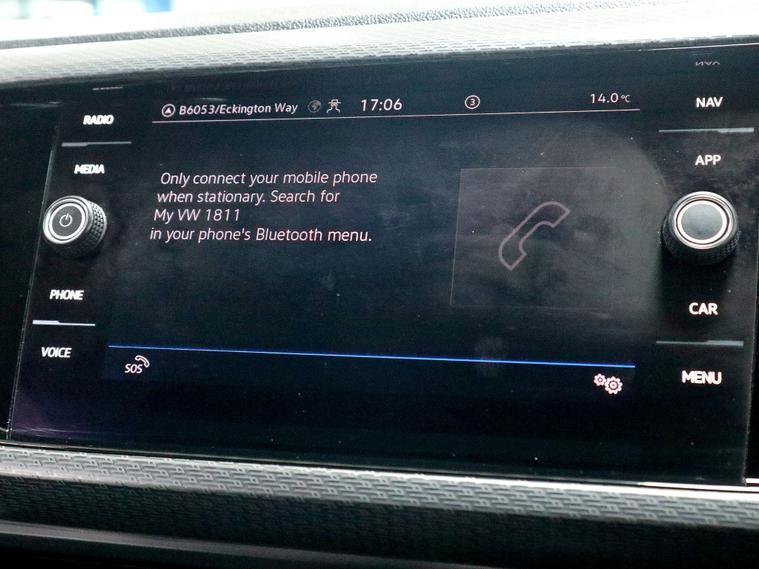 B6053/Eckington Way 17:06 3 14.0°C
RADIO
MEDIA
PHONE
VOICE
Only connect your mobile phone
when stationary. Search for
My VW 1811
in your phone's Bluetooth menu.
SOS
NAV
APP
CAR
MENU